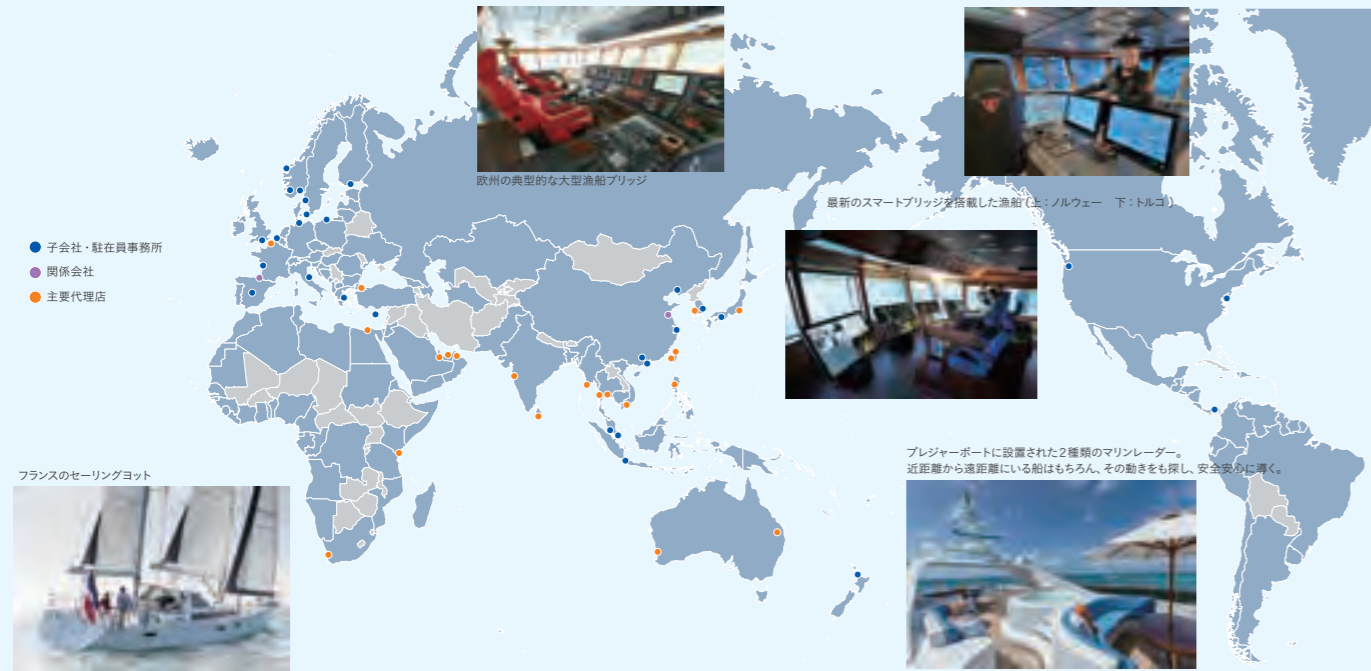 欧州の典型的な大型漁船ブリッジ
最新のスマートブリッジを搭載した漁船（上：ノルウェー　下：トルコ）
子会社・駐在員事務所
関係会社
主要代理店
フランスのセーリングヨット
プレジャーボートに設置された2種類のマリンレーダー。
近距離から遠距離にいる船はもちろん、その動きをも探し、安全安心に導く。